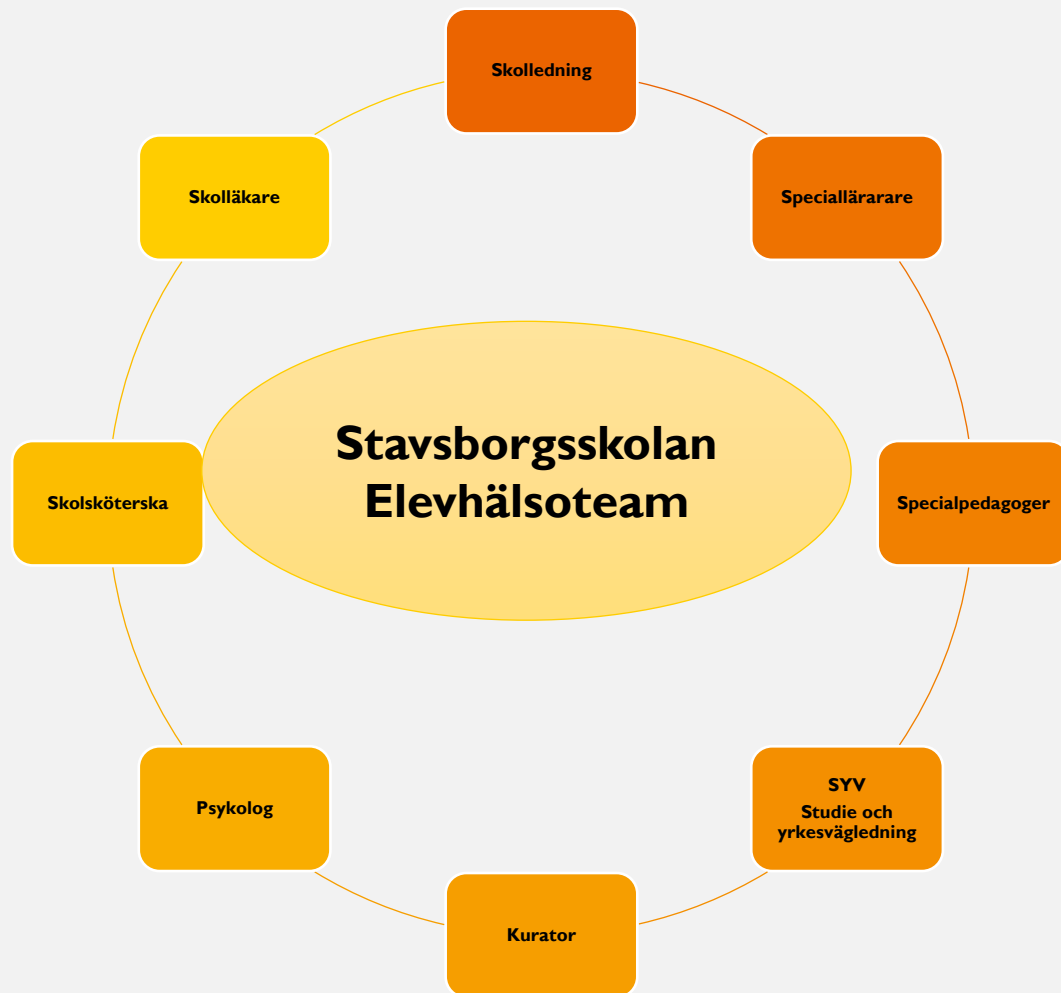 Skolledning
Skolläkare
Speciallärarare
Stavsborgsskolan
Elevhälsoteam
Skolsköterska
Specialpedagoger
Psykolog
SYV
Studie och
yrkesvägledning
Kurator